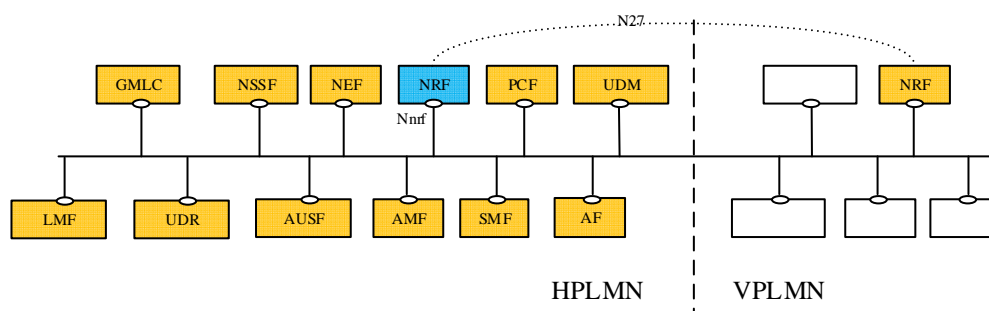 N27
GMLC
NSSF
NEF
NRF
PCF
UDM
NRF
Nnrf
LMF
UDR
AUSF
AMF
SMF
AF
HPLMN
VPLMN